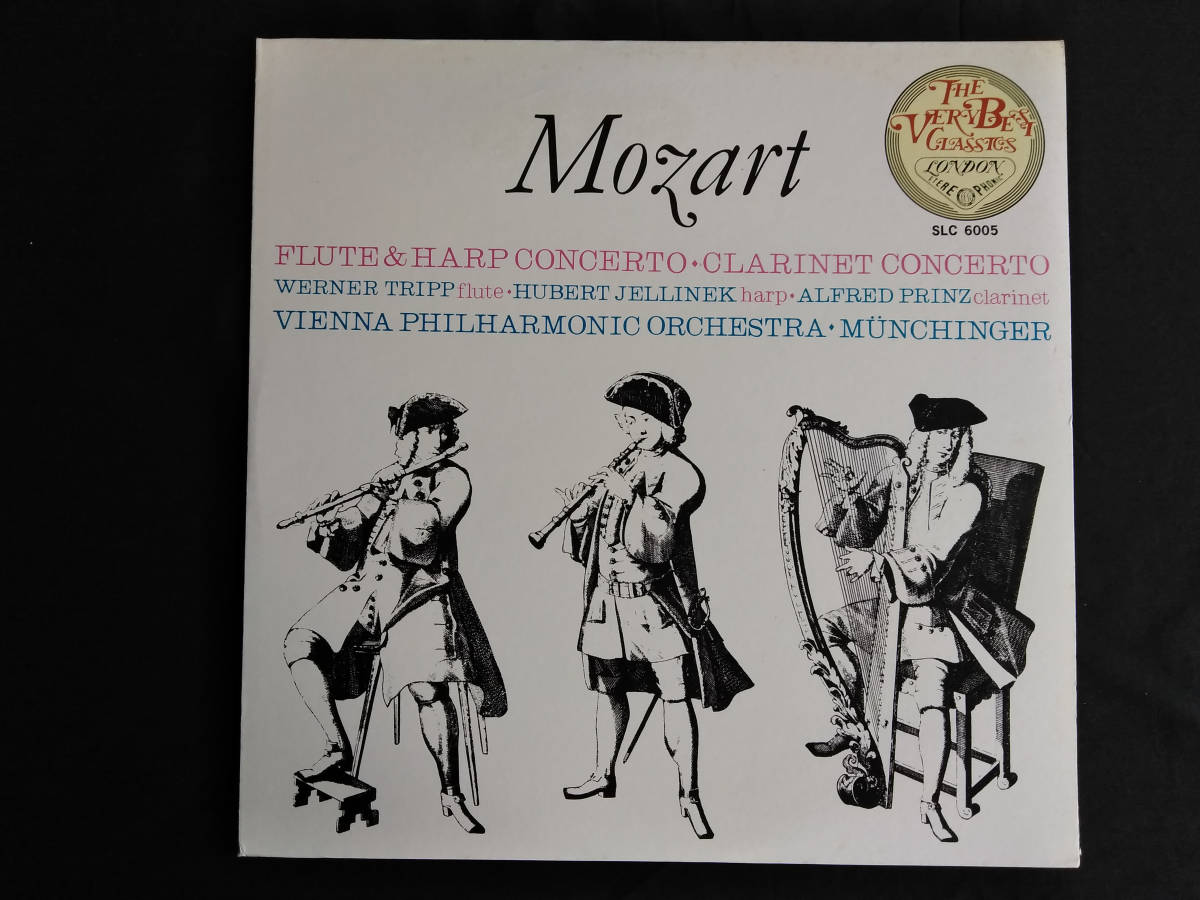 Mozart
THE
VERY BEST
CLASSICS
LONDON
STEREOPHONIC
SLC 6005
FLUTE & HARP CONCERTO • CLARINET CONCERTO
WERNER TRIPP flute • HUBERT JELLINEK harp • ALFRED PRINZ clarinet
VIENNA PHILHARMONIC ORCHESTRA • MÜNCHINGER